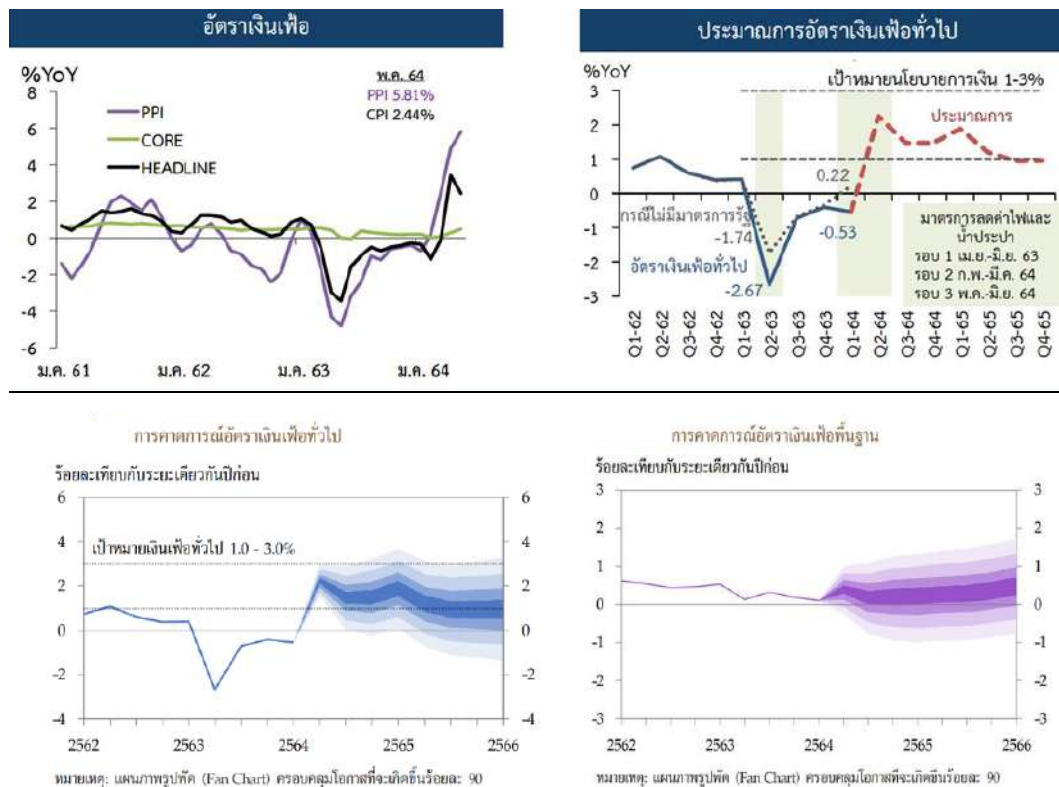 อัตราเงินเฟ้อ
%YoY
8
6
4
2
0
-2
-4
-6
PPI
CORE
HEADLINE
พ.ค. 64
PPI 5.81%
CPI 2.44%
ม.ค. 61
ม.ค. 62
ม.ค. 63
ม.ค. 64
ประมาณการอัตราเงินเฟ้อทั่วไป
%YoY
เป้าหมายนโยบายการเงิน 1-3%
3
2
1
0
-1
-2
-3
ประมาณการ
0.22
กรณีไม่มีมาตรการรัฐ
-1.74
-0.53
อัตราเงินเฟ้อทั่วไป
-2.67
มาตรการลดค่าไฟและ
น้ำประปา
รอบ 1 เม.ย.-มิ.ย. 63
รอบ 2 ก.พ.-มี.ค. 64
รอบ 3 พ.ค.-มิ.ย. 64
Q1-62
Q2-62
Q3-62
Q4-62
Q1-63
Q2-63
Q3-63
Q4-63
Q1-64
Q2-64
Q3-64
Q4-64
Q1-65
Q2-65
Q3-65
Q4-65
การคาดการณ์อัตราเงินเฟ้อทั่วไป
ร้อยละเทียบกับระยะเดียวกันปีก่อน
6
4
2
0
-2
-4
เป้าหมายเงินเฟ้อทั่วไป 1.0 - 3.0%
6
4
2
0
-2
-4
2562
2563
2564
2565
2566
หมายเหตุ: แผนภาพรูปพัด (Fan Chart) ครอบคลุมโอกาสที่จะเกิดขึ้นร้อยละ 90
การคาดการณ์อัตราเงินเฟ้อพื้นฐาน
ร้อยละเทียบกับระยะเดียวกันปีก่อน
3
2
1
0
-1
-2
-3
3
2
1
0
-1
-2
-3
2562
2563
2564
2565
2566
หมายเหตุ: แผนภาพรูปพัด (Fan Chart) ครอบคลุมโอกาสที่จะเกิดขึ้นร้อยละ 90